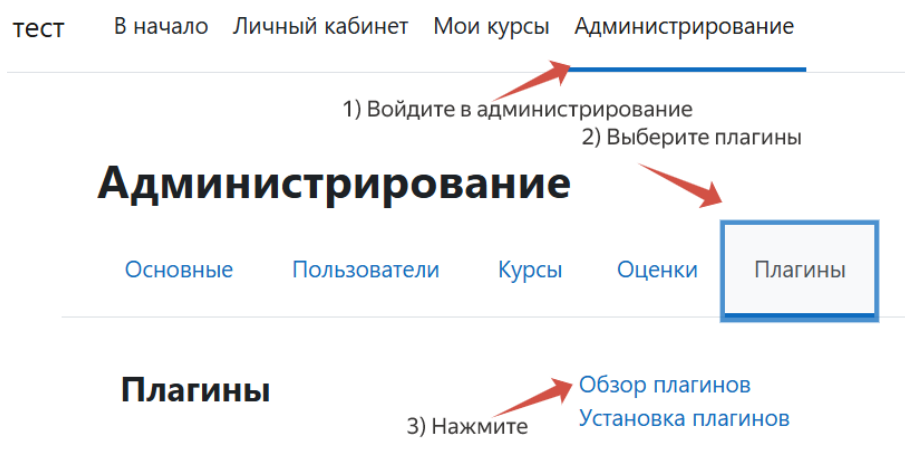 тест В начало Личный кабинет Мои курсы Администрирование
1) Войдите в администрирование
2) Выберите плагины
Администрирование
Основные Пользователи Курсы Оценки Плагины
Плагины
Обзор плагинов
3) Нажмите
Установка плагинов